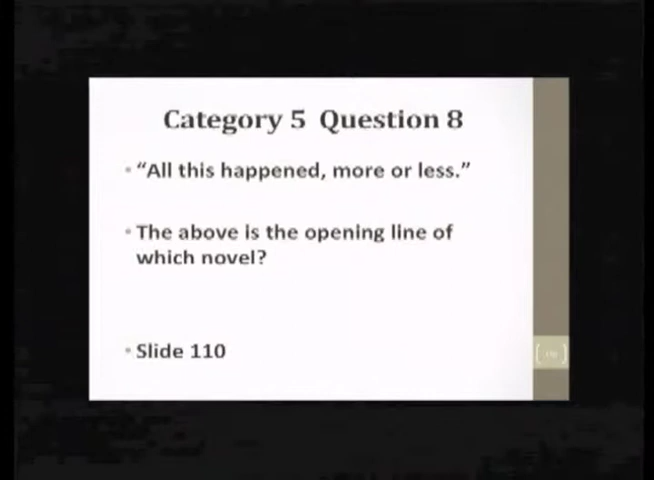 Category 5 Question 8
“All this happened, more or less.”
The above is the opening line of
which novel?
Slide 110